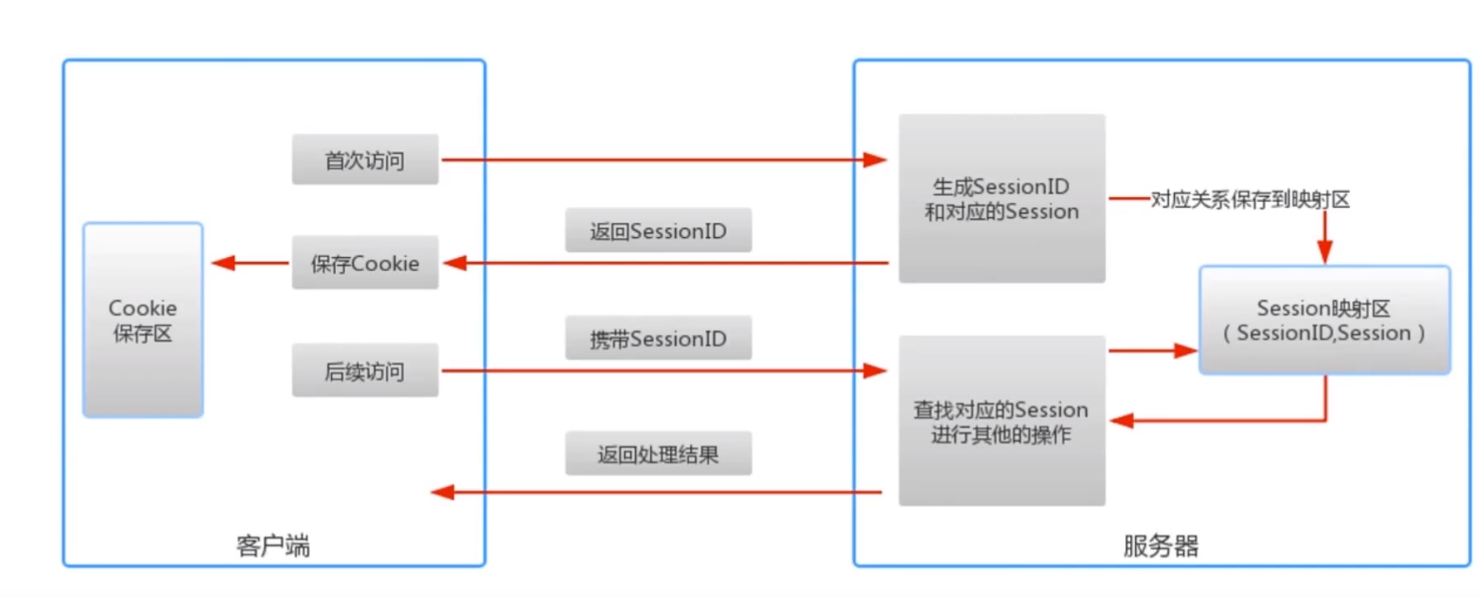 首次访问
生成SessionID
和对应的Session
对应关系保存到映射区
返回SessionID
保存Cookie
Cookie
保存区
Session映射区
（ SessionID,Session ）
携带SessionID
后续访问
查找对应的Session
进行其他的操作
返回处理结果
客户端
服务器